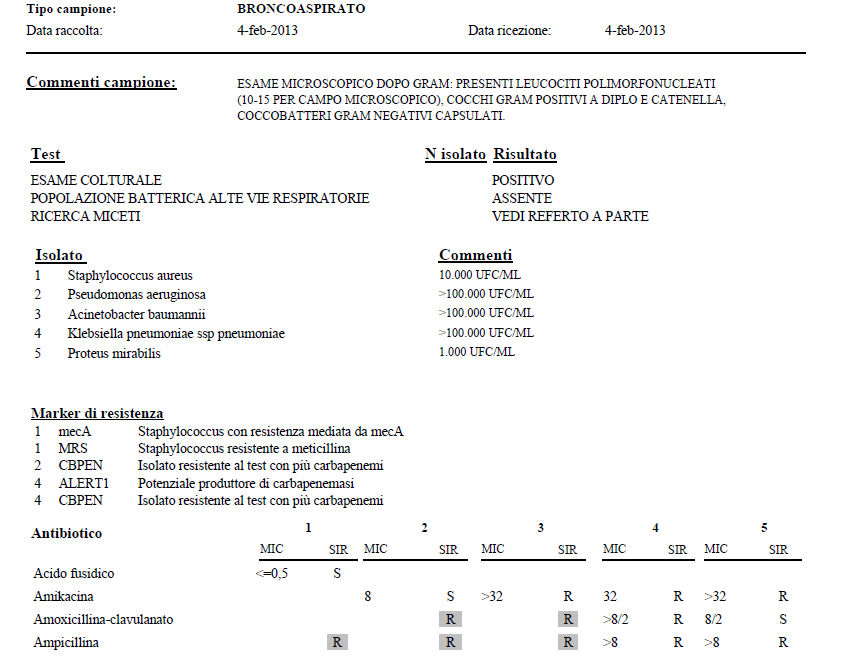 Tipo campione: BRONCOASPIRATO
Data raccolta: 4-feb-2013 Data ricezione: 4-feb-2013
Commenti campione: ESAME MICROSCOPICO DOPO GRAM: PRESENTI LEUCOCITI POLIMORFONUCLEATI
(10-15 PER CAMPO MICROSCOPICO), COCCHI GRAM POSITIVI A DIPLO E CATENELLA,
COCCOBATTERI GRAM NEGATIVI CAPSULATI.
Test N isolato Risultato
ESAME COLTURALE POSITIVO
POPOLAZIONE BATTERICA ALTE VIE RESPIRATORIE ASSENTE
RICERCA MICETI VEDI REFERTO A PARTE
Isolato Commenti
1 Staphylococcus aureus 10.000 UFC/ML
2 Pseudomonas aeruginosa >100.000 UFC/ML
3 Acinetobacter baumannii >100.000 UFC/ML
4 Klebsiella pneumoniae ssp pneumoniae >100.000 UFC/ML
5 Proteus mirabilis 1.000 UFC/ML
Marker di resistenza
1 mecA Staphylococcus con resistenza mediata da mecA
1 MRS Staphylococcus resistente a meticillina
2 CBPEN Isolato resistente al test con più carbapenemi
4 ALERT1 Potenziale produttore di carbapenemasi
4 CBPEN Isolato resistente al test con più carbapenemi
Antibiotico 1 2 3 4 5
MIC SIR MIC SIR MIC SIR MIC SIR MIC SIR
Acido fusidico <=0,5 S
Amikacina 8 S >32 R 32 R >32 R
Amoxicillina-clavulanato R R >8/2 R 8/2 S
Ampicillina R R R >8 R >8 R